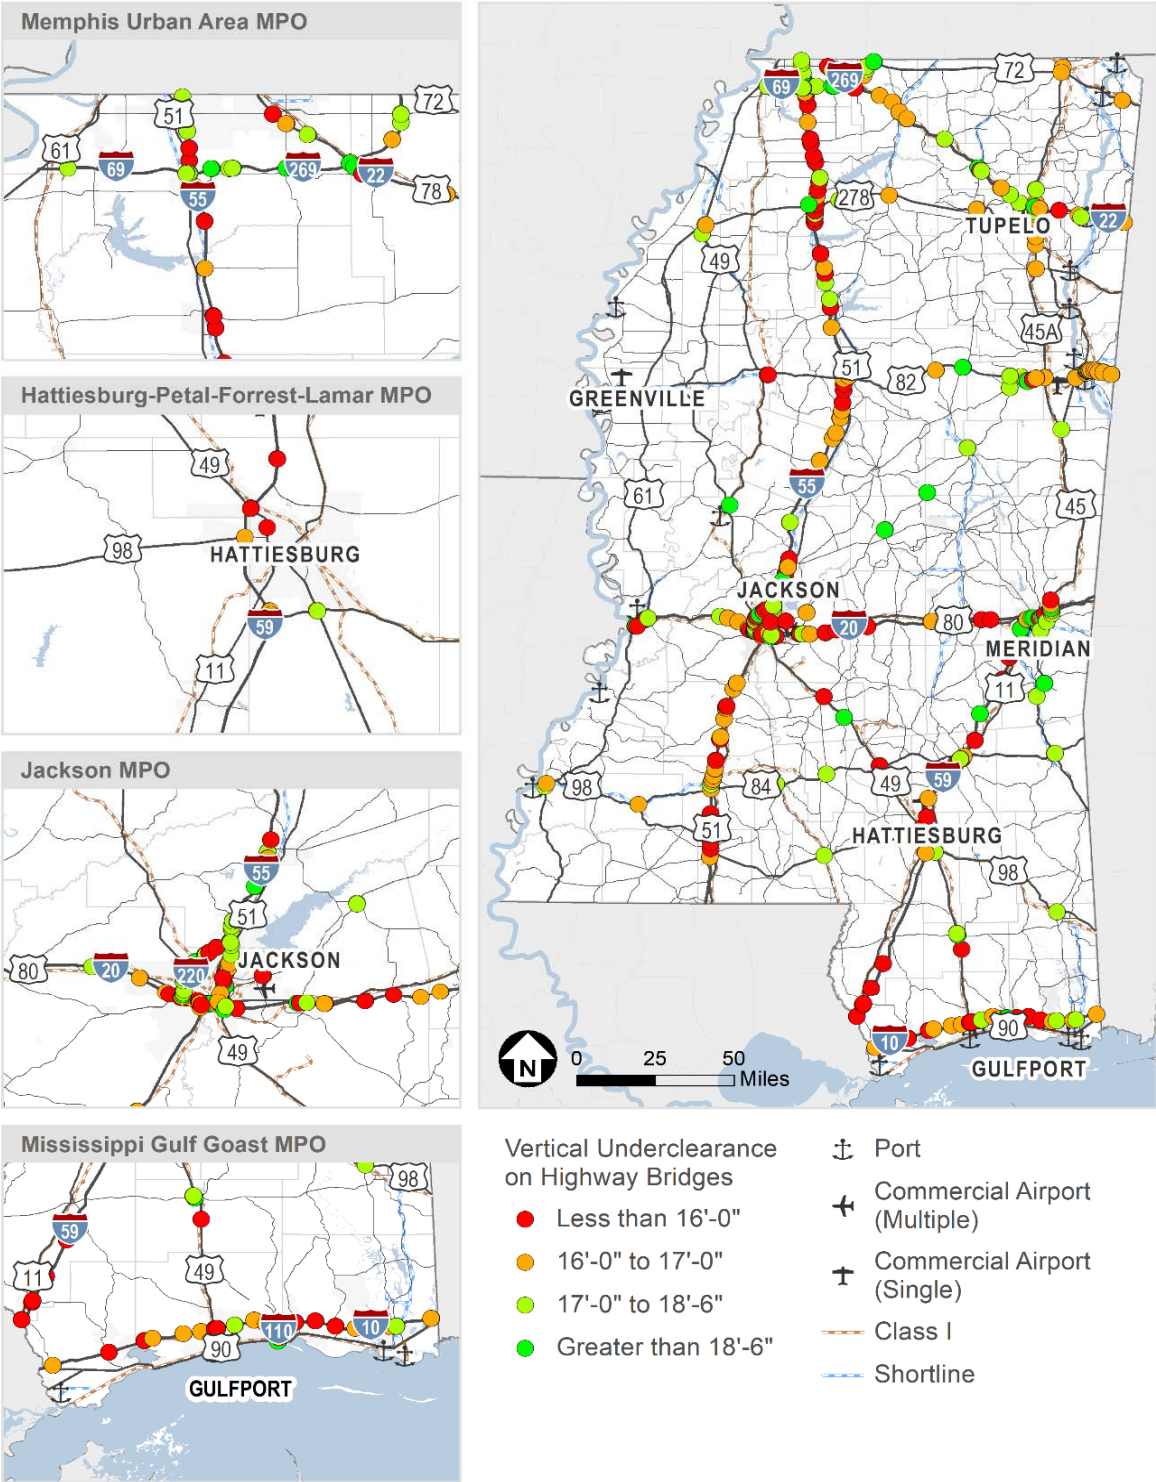 Memphis Urban Area MPO
72
51
61
69
269
22
78
55
Hattiesburg-Petal-Forrest-Lamar MPO
49
98
HATTIESBURG
59
11
Jackson MPO
55
51
80
20
220
JACKSON
49
Mississippi Gulf Goast MPO
98
59
11
49
110
10
90
GULFPORT
69
269
72
278
TUPELO
22
49
45A
51
82
GREENVILLE
55
61
45
JACKSON
20
80
MERIDIAN
11
98
84
49
59
51
HATTIESBURG
98
10
90
GULFPORT
N
0 25 50
Miles
Vertical Underclearance
on Highway Bridges
Less than 16'-0"
16'-0" to 17'-0"
17'-0" to 18'-6"
Greater than 18'-6"
Port
Commercial Airport
(Multiple)
Commercial Airport
(Single)
Class I
Shortline